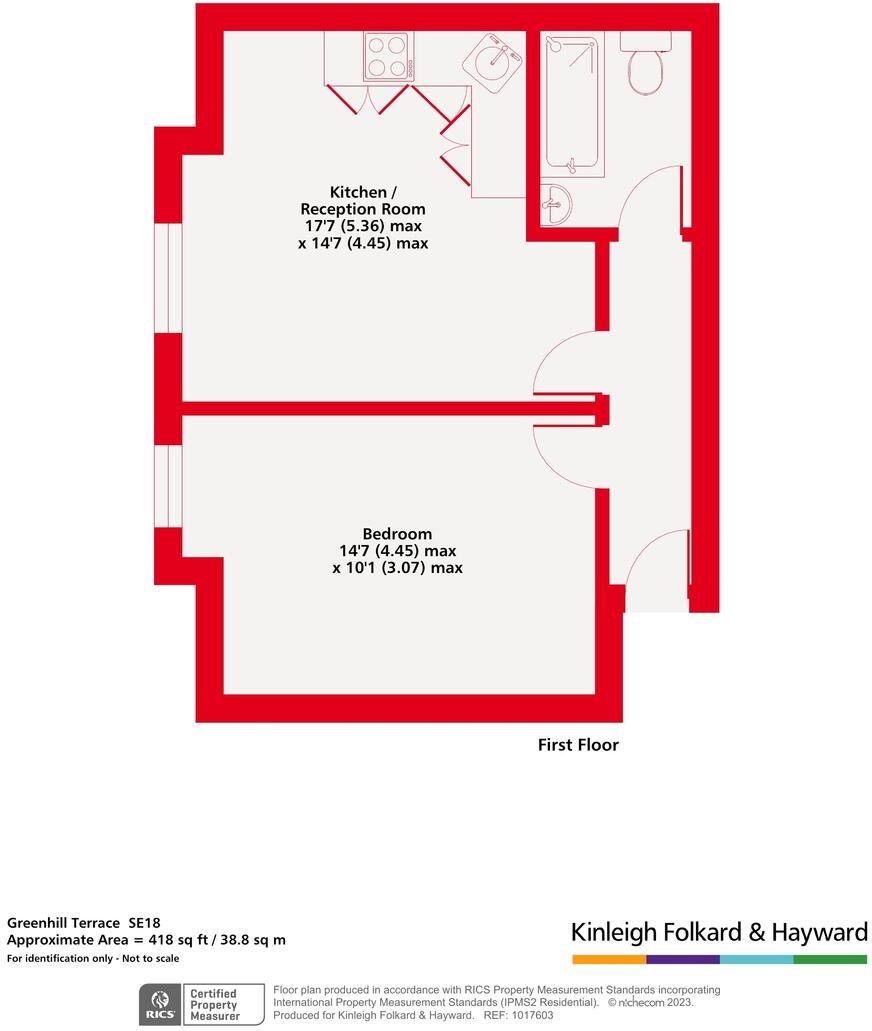 Kitchen /
Reception Room
17'7 (5.36) max
x 14'7 (4.45) max
Bedroom
14'7 (4.45) max
x 10'1 (3.07) max
First Floor
Greenhill Terrace SE18
Approximate Area = 418 sq ft / 38.8 sq m
For identification only - Not to scale
Kinleigh Folkard & Hayward
RICS
Certified
Property
Measurer
Floor plan produced in accordance with RICS Property Measurement Standards incorporating
International Property Measurement Standards (IPMS2 Residential). © nichecom 2023.
Produced for Kinleigh Folkard & Hayward. REF: 1017603